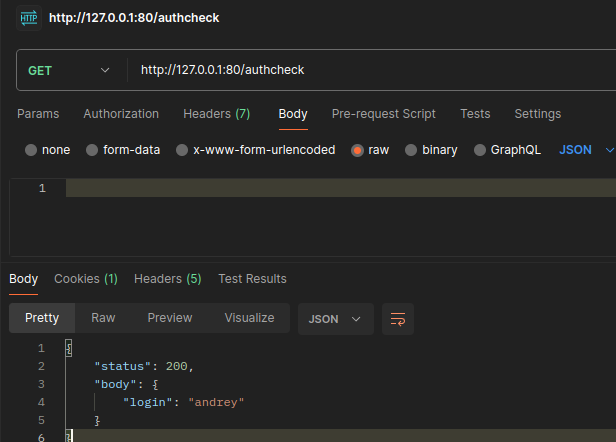 HTTP http://127.0.0.1:80/authcheck
GET http://127.0.0.1:80/authcheck
Params Authorization Headers (7) Body Pre-request Script Tests Settings
none form-data x-www-form-urlencoded raw binary GraphQL JSON
1
Body Cookies (1) Headers (5) Test Results
Pretty Raw Preview Visualize JSON
1 {
2 "status": 200,
3 "body": {
4 "login": "andrey"
5 }
6 }